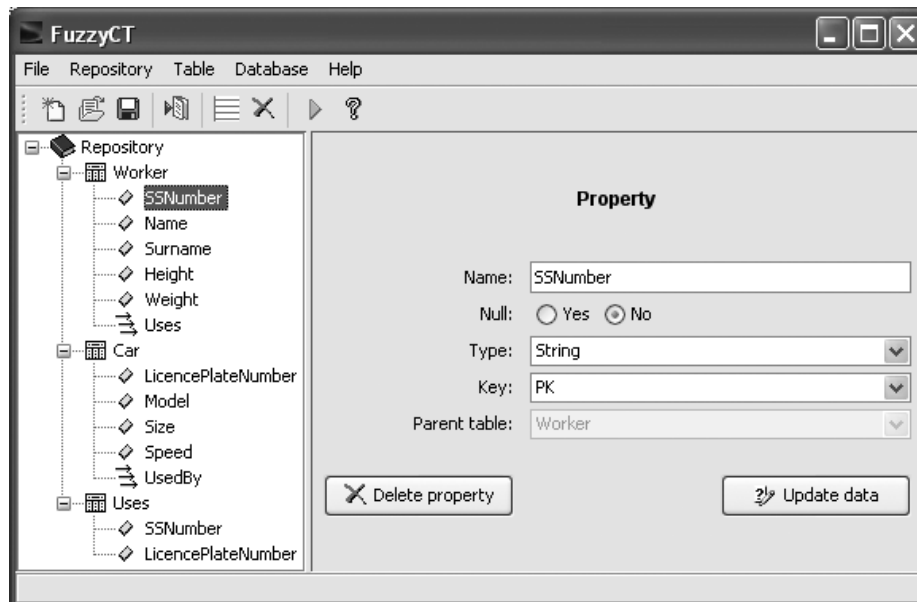 FuzzyCT
File Repository Table Database Help
Repository
Worker
SSNumber
Name
Surname
Height
Weight
Uses
Car
LicencePlateNumber
Model
Size
Speed
UsedBy
Uses
SSNumber
LicencePlateNumber
Property
Name: SSNumber
Null: Yes No
Type: String
Key: PK
Parent table: Worker
Delete property Update data